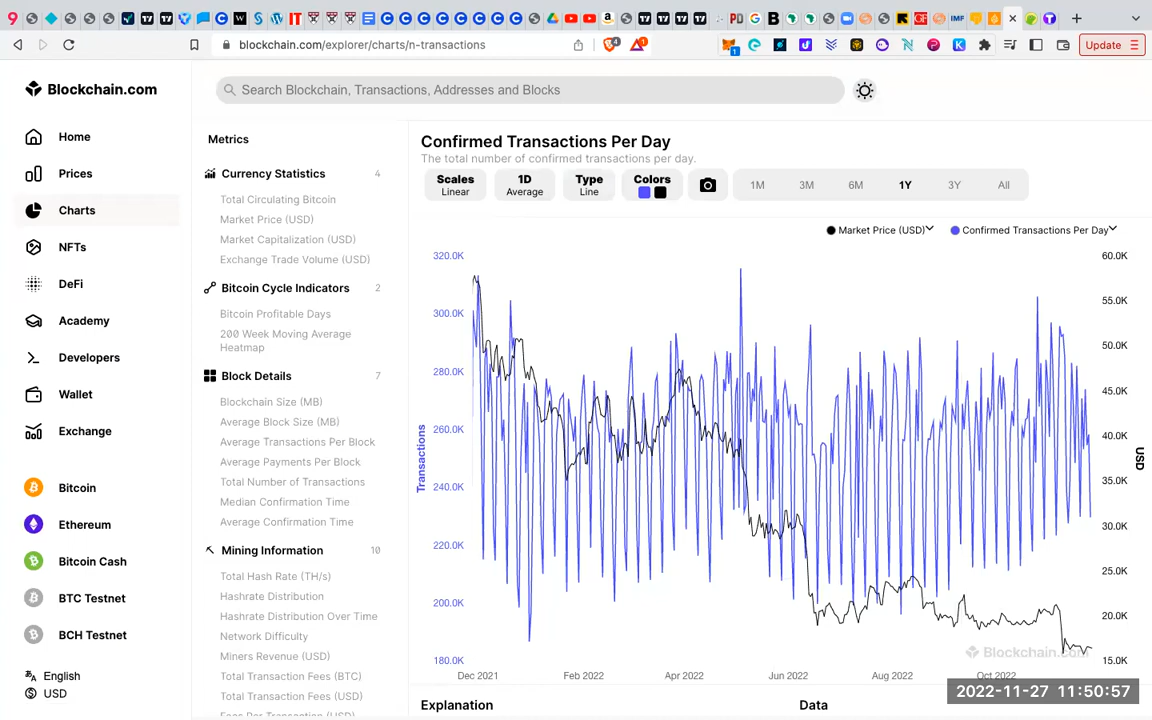 blockchain.com/explorer/charts/n-transactions
Update
Blockchain.com
Search Blockchain, Transactions, Addresses and Blocks
Home
Prices
Charts
NFTs
DeFi
Academy
Developers
Wallet
Exchange
Bitcoin
Ethereum
Bitcoin Cash
BTC Testnet
BCH Testnet
English
USD
Metrics
Currency Statistics 4
Total Circulating Bitcoin
Market Price (USD)
Market Capitalization (USD)
Exchange Trade Volume (USD)
Bitcoin Cycle Indicators 2
Bitcoin Profitable Days
200 Week Moving Average
Heatmap
Block Details 7
Blockchain Size (MB)
Average Block Size (MB)
Average Transactions Per Block
Average Payments Per Block
Total Number of Transactions
Median Confirmation Time
Average Confirmation Time
Mining Information 10
Total Hash Rate (TH/s)
Hashrate Distribution
Hashrate Distribution Over Time
Network Difficulty
Miners Revenue (USD)
Total Transaction Fees (BTC)
Total Transaction Fees (USD)
Fees Per Transaction (USD)
Confirmed Transactions Per Day
The total number of confirmed transactions per day.
Scales 1D Type Colors
Linear Average Line
1M 3M 6M 1Y 3Y All
Market Price (USD) Confirmed Transactions Per Day
320.0K 60.0K
55.0K
300.0K
50.0K
280.0K
45.0K
260.0K 40.0K
Transactions
USD
35.0K
240.0K
30.0K
220.0K
25.0K
200.0K
20.0K
180.0K 15.0K
Blockchain.com
Dec 2021 Feb 2022 Apr 2022 Jun 2022 Aug 2022 Oct 2022
2022-11-27 11:50:57
Explanation Data